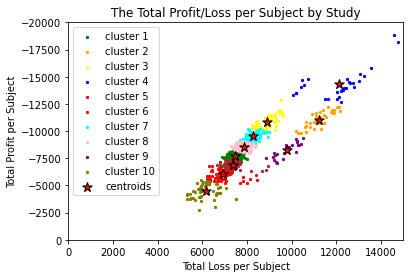 The Total Profit/Loss per Subject by Study
Total Profit per Subject
−20000
−17500
−15000
−12500
−10000
−7500
−5000
−2500
0
cluster 1
cluster 2
cluster 3
cluster 4
cluster 5
cluster 6
cluster 7
cluster 8
cluster 9
cluster 10
centroids
0 2000 4000 6000 8000 10000 12000 14000
Total Loss per Subject